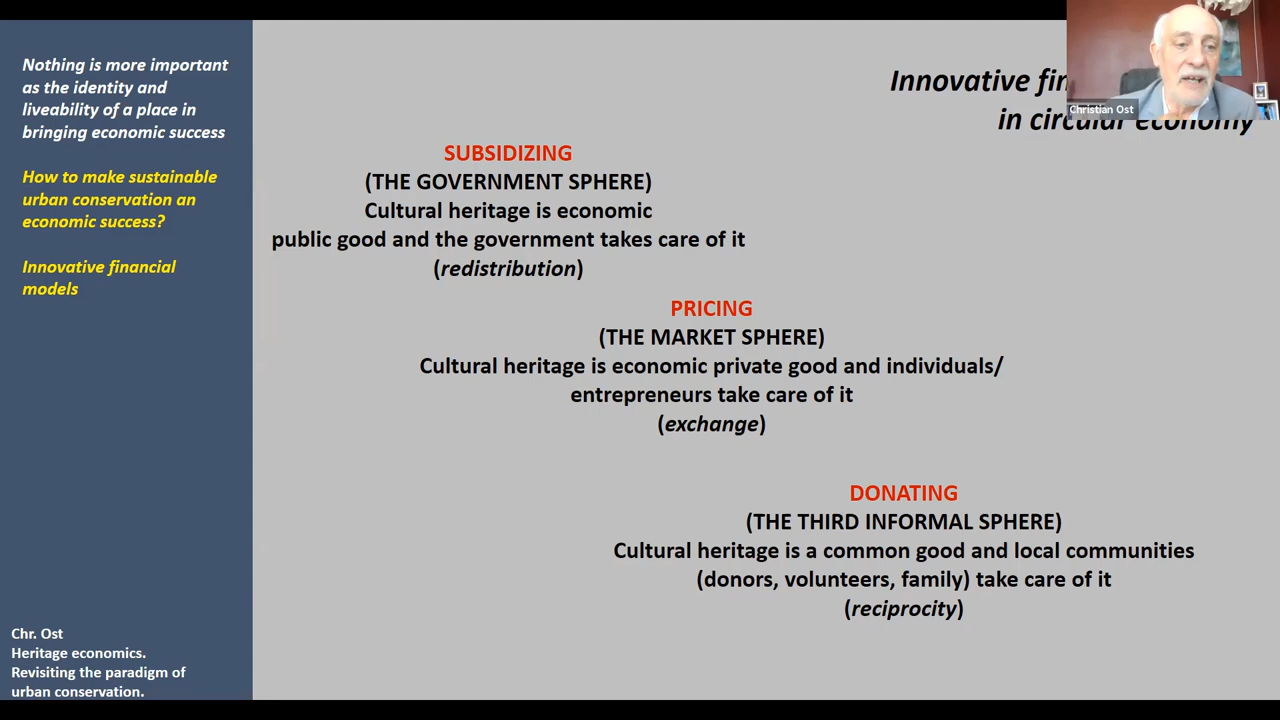 Nothing is more important
as the identity and
liveability of a place in
bringing economic success
How to make sustainable
urban conservation an
economic success?
Innovative financial
models
Chr. Ost
Heritage economics.
Revisiting the paradigm of
urban conservation.
Innovative
in circular economy
Christian Ost
SUBSIDIZING
(THE GOVERNMENT SPHERE)
Cultural heritage is economic
public good and the government takes care of it
(redistribution)
PRICING
(THE MARKET SPHERE)
Cultural heritage is economic private good and individuals/
entrepreneurs take care of it
(exchange)
DONATING
(THE THIRD INFORMAL SPHERE)
Cultural heritage is a common good and local communities
(donors, volunteers, family) take care of it
(reciprocity)